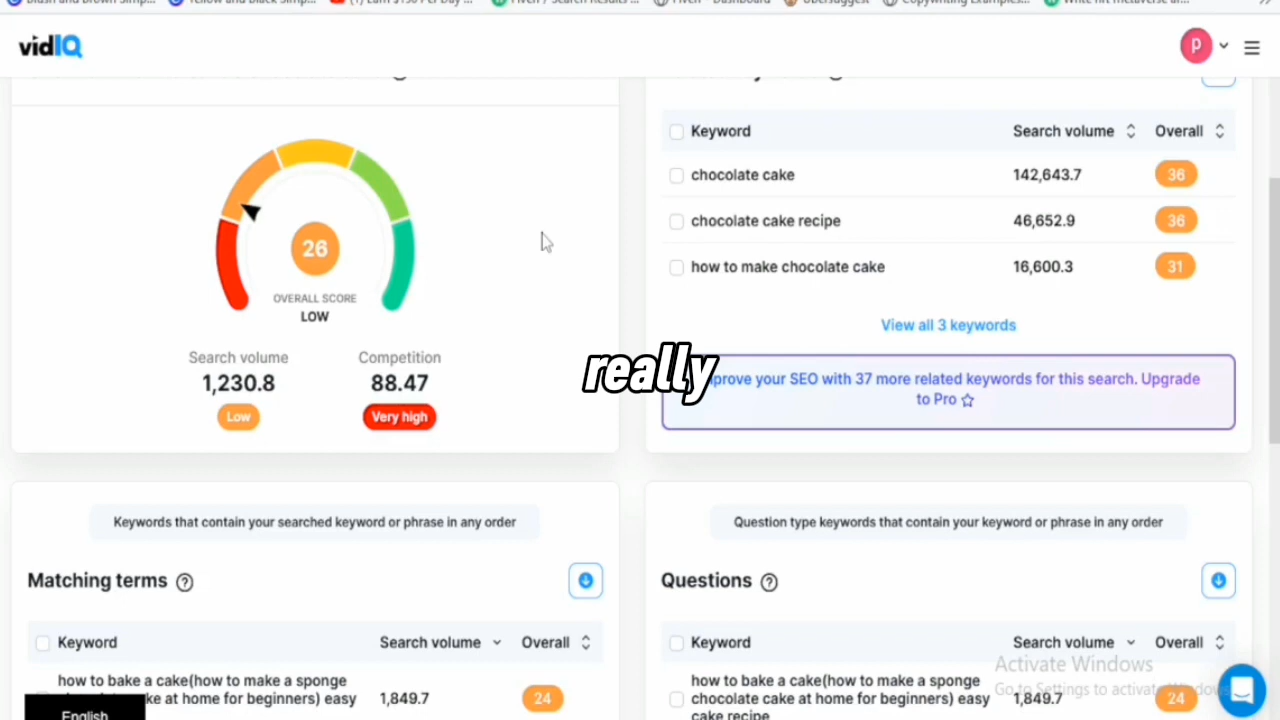 vidIQ
P
Keyword Search volume Overall
chocolate cake 142,643.7 36
chocolate cake recipe 46,652.9 36
how to make chocolate cake 16,600.3 31
26
OVERALL SCORE
LOW
Search volume Competition
1,230.8 88.47
Low Very high
View all 3 keywords
really
prove your SEO with 37 more related keywords for this search. Upgrade
to Pro
Keywords that contain your searched keyword or phrase in any order
Matching terms ?
Keyword Search volume Overall
how to bake a cake(how to make a sponge
ke at home for beginners) easy 1,849.7 24
English
Question type keywords that contain your keyword or phrase in any order
Questions ?
Keyword Search volume Overall
how to bake a cake(how to make a sponge
chocolate cake at home for beginners) easy 1,849.7 24
cake recipe
Activate Windows
Go to Settings to activate Windows.